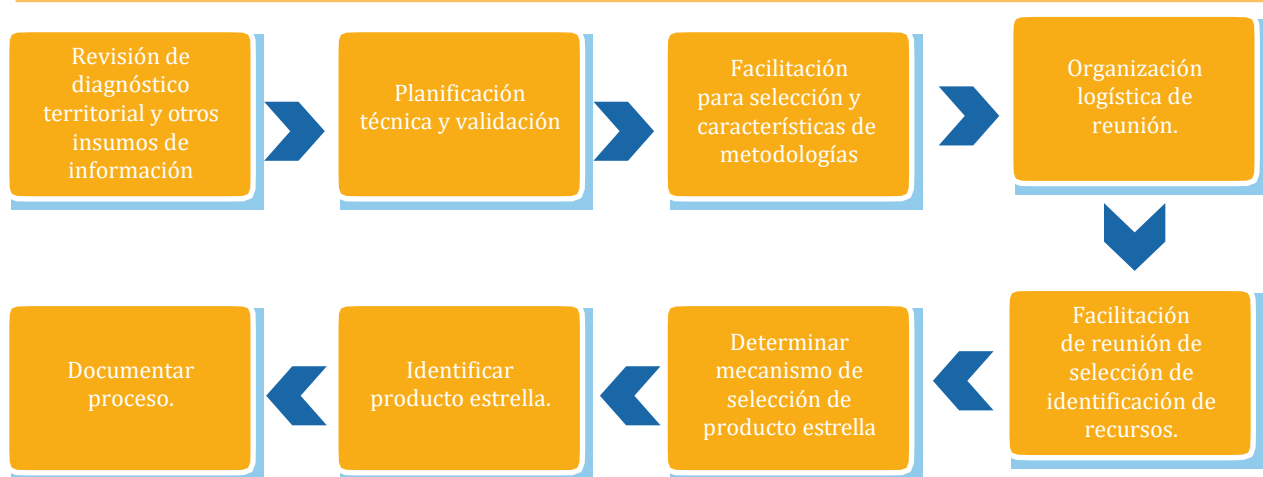 Revisión de
diagnóstico
territorial y otros
insumos de
información
Planificación
técnica y validación
Facilitación
para selección y
características de
metodologías
Organización
logística de
reunión.
Facilitación
de reunión de
selección de
identificación de
recursos.
Determinar
mecanismo de
selección de
producto estrella
Identificar
producto estrella.
Documentar
proceso.